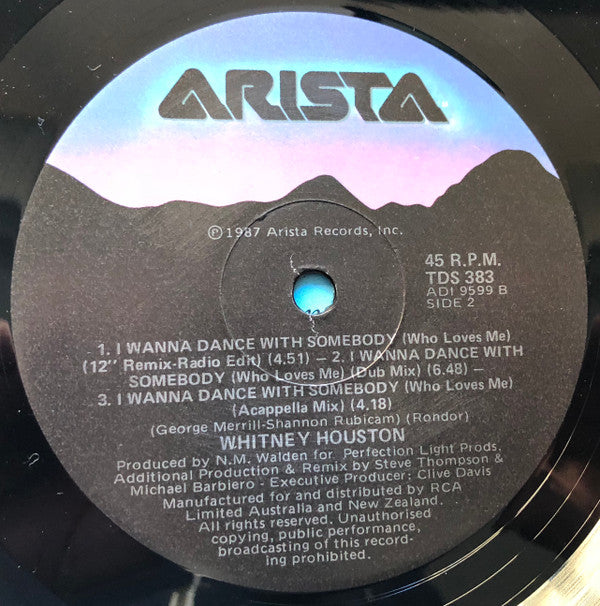 ARISTA
Ⓟ1987 Arista Records, Inc.
45 R.P.M.
TDS 383
ADI 9599 B
SIDE 2
1. I WANNA DANCE WITH SOMEBODY (Who Loves Me)
(12" Remix-Radio Edit) (4.51) – 2. I WANNA DANCE WITH
SOMEBODY (Who Loves Me) (Dub Mix) (6.48) –
3. I WANNA DANCE WITH SOMEBODY (Who Loves Me)
(Acappella Mix) (4.18)
(George Merrill-Shannon Rubicam) (Rondor)
WHITNEY HOUSTON
Produced by N.M. Walden for Perfection Light Prods.
Additional Production & Remix by Steve Thompson &
Michael Barbiero - Executive Producer: Clive Davis
Manufactured for and distributed by RCA
Limited Australia and New Zealand.
All rights reserved. Unauthorised
copying, public performance,
broadcasting of this record-
ing prohibited.